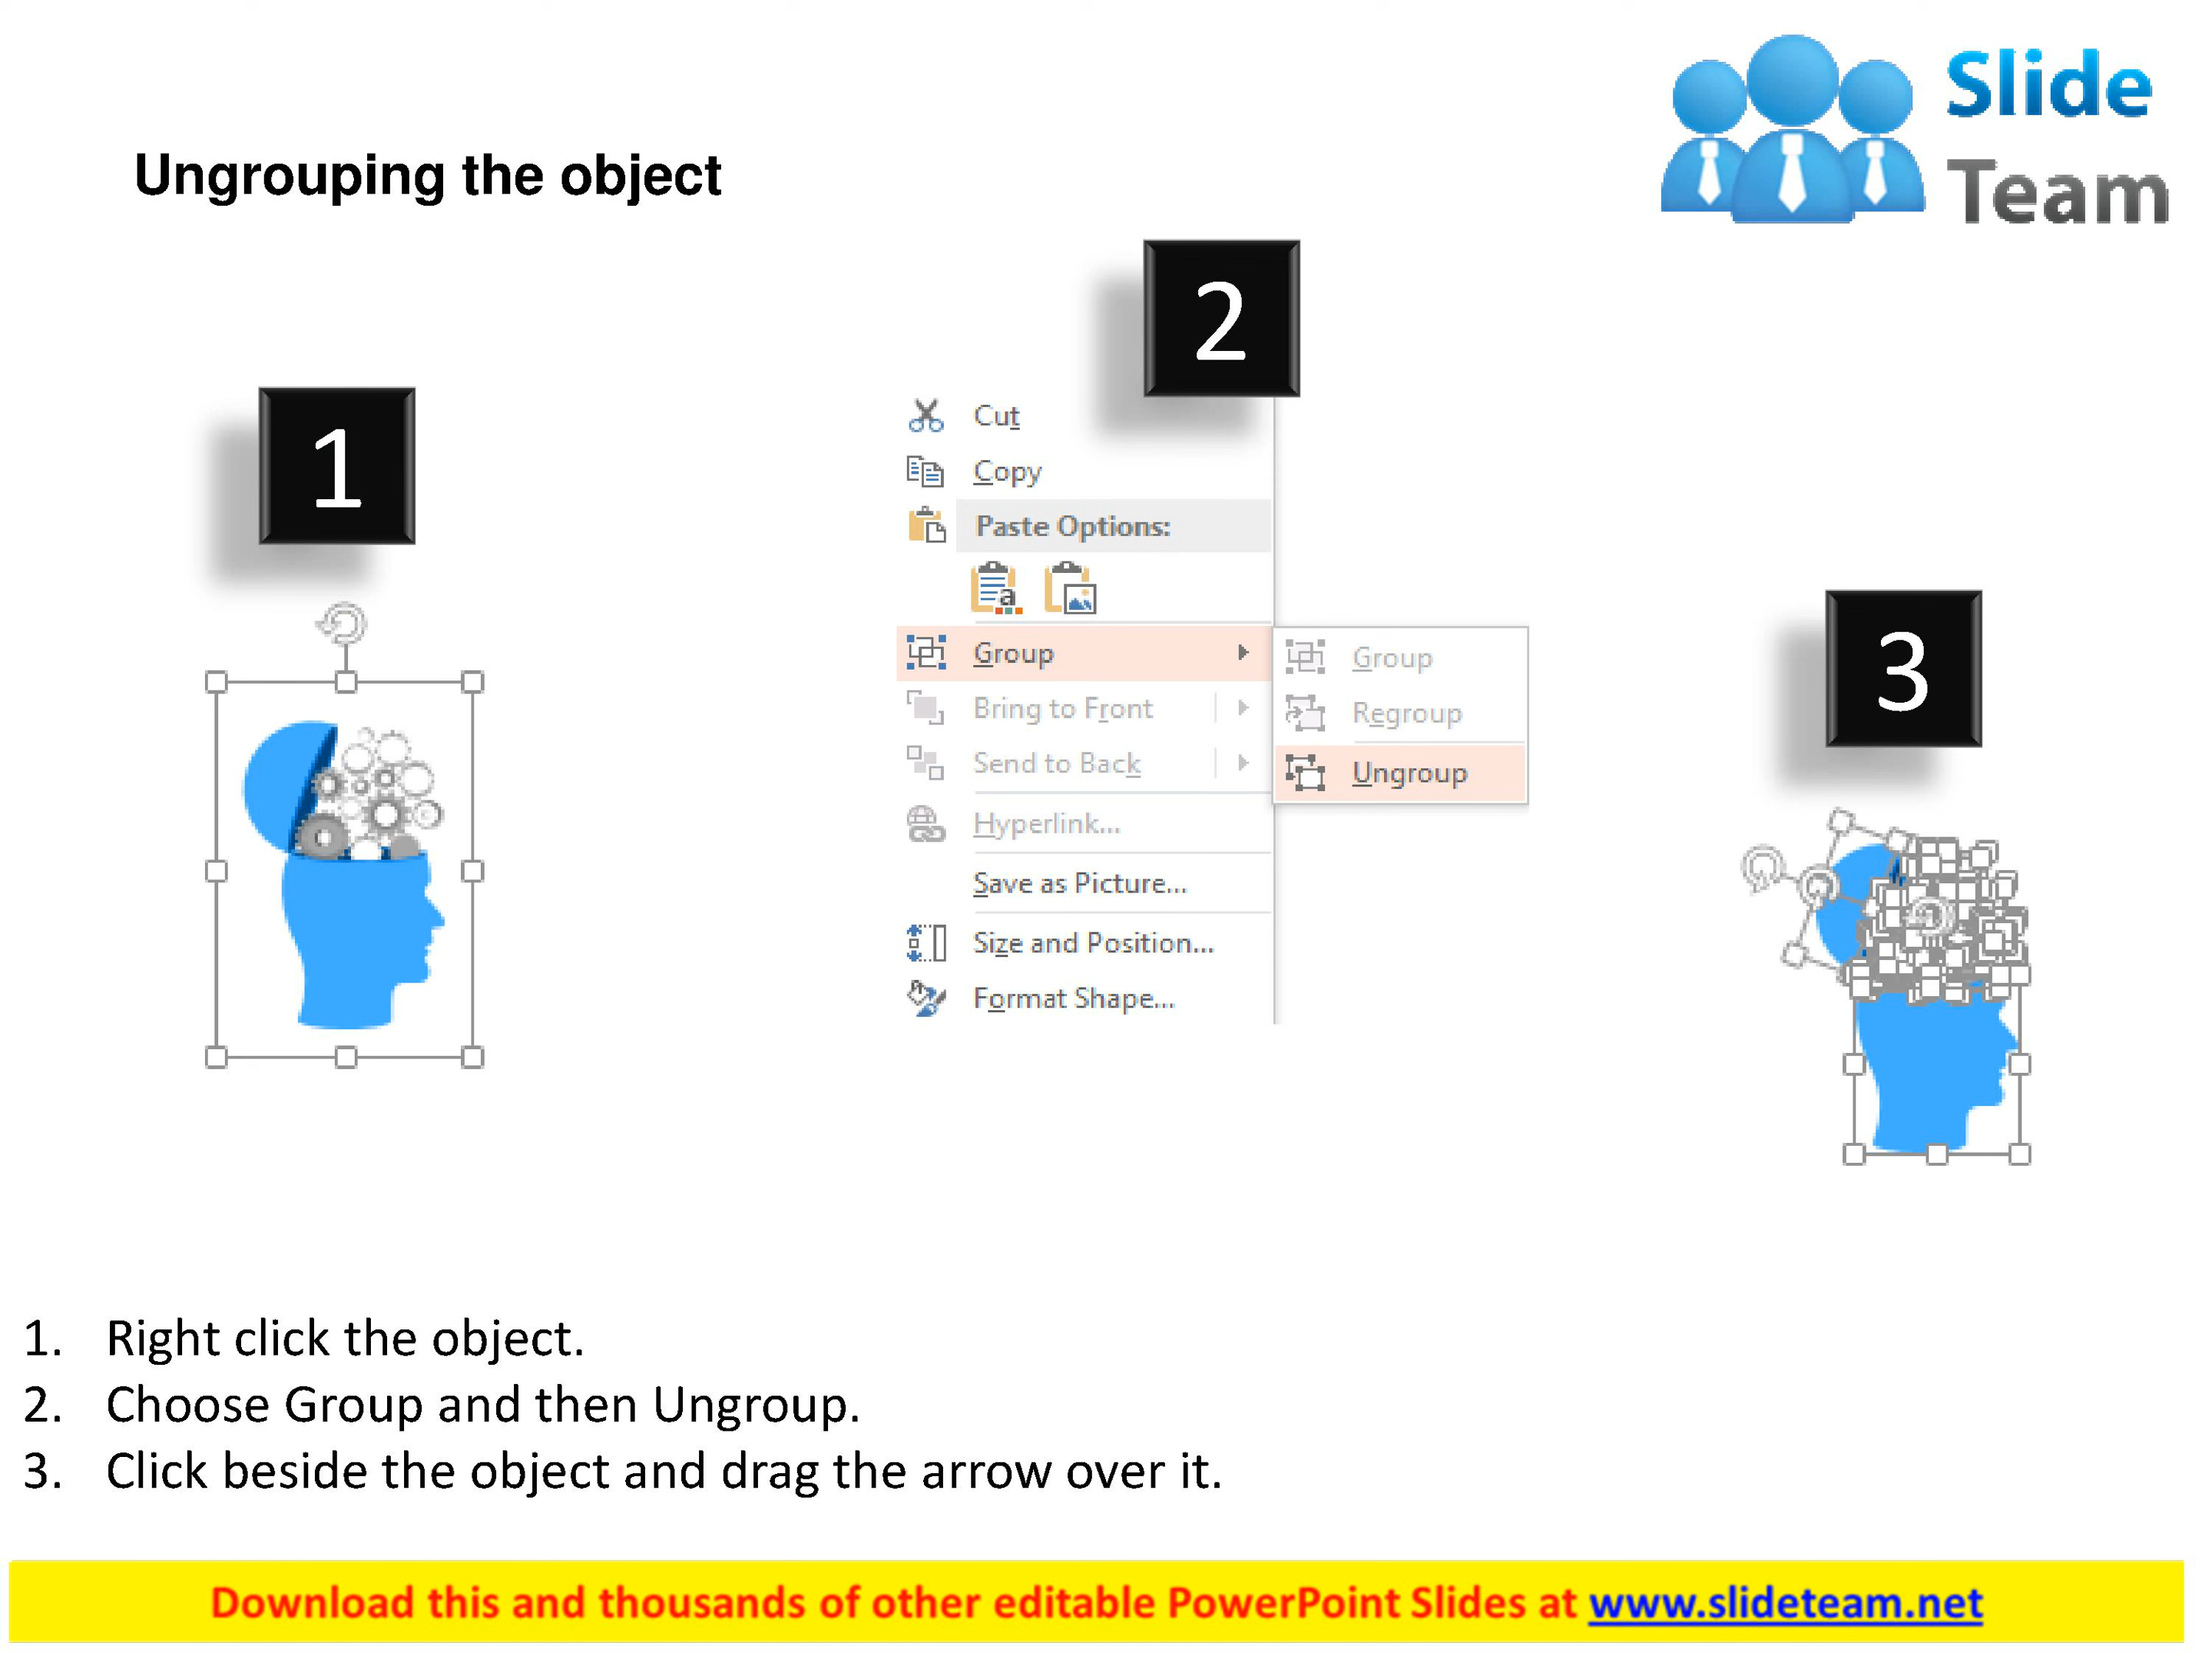 Slide
Team
Ungrouping the object
1
2
3
Cut
Copy
Paste Options:
Group
Bring to Front
Send to Back
Hyperlink...
Save as Picture...
Size and Position...
Format Shape...
Group
Regroup
Ungroup
1. Right click the object.
2. Choose Group and then Ungroup.
3. Click beside the object and drag the arrow over it.
Download this and thousands of other editable PowerPoint Slides at www.slideteam.net